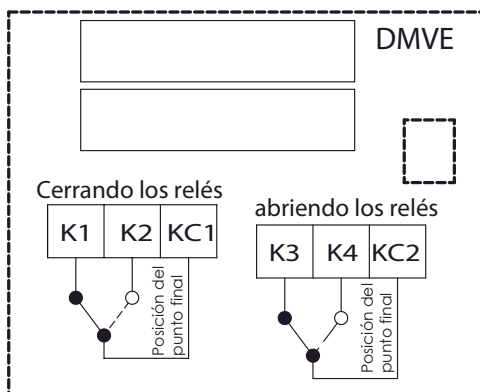 DMVE
Cerrando los relés
K1 K2 KC1
Posición del
punto final
abriendo los relés
K3 K4 KC2
Posición del
punto final